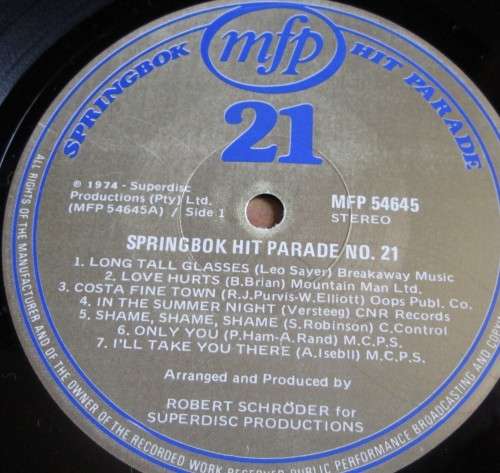 SPRINGBOK HIT PARADE
mfp
21
℗ 1974 - Superdisc
Productions (Pty) Ltd.
(MFP 54645A) / Side 1
MFP 54645
STEREO
SPRINGBOK HIT PARADE NO. 21
1. LONG TALL GLASSES (Leo Sayer) Breakaway Music
2. LOVE HURTS (B.Brian) Mountain Man Ltd.
3. COSTA FINE TOWN (R.J.Purvis-W.Elliott) Oops Publ. Co.
4. IN THE SUMMER NIGHT (Versteeg) CNR Records
5. SHAME, SHAME, SHAME (S.Robinson) C.Control
6. ONLY YOU (P.Ham-A.Rand) M.C.P.S.
7. I'LL TAKE YOU THERE (A.Isebll) M.C.P.S.
Arranged and Produced by
ROBERT SCHRÖDER for
SUPERDISC PRODUCTIONS
ALL RIGHTS OF THE MANUFACTURER AND OF THE OWNER OF THE RECORDED WORK RESERVED PUBLIC PERFORMANCE BROADCASTING AND